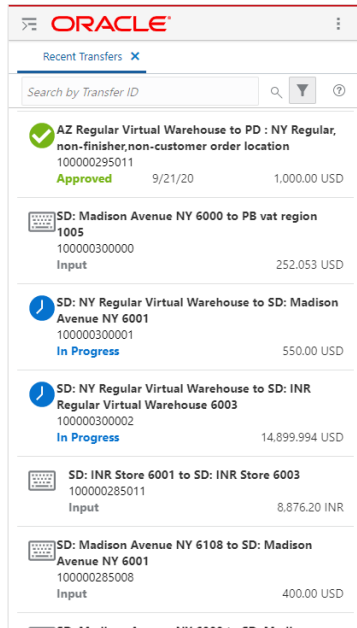 ORACLE
Recent Transfers
Search by Transfer ID
AZ Regular Virtual Warehouse to PD : NY Regular,
non-finisher,non-customer order
location
100000295011
Approved 9/21/20 1,000.00 USD
SD: Madison Avenue NY 6000 to PB vat region
1005
100000300000
Input 252.053 USD
SD: NY Regular Virtual Warehouse to SD: Madison
Avenue NY 6001
100000300001
In Progress 550.00 USD
SD: NY Regular Virtual Warehouse to SD: INR
Regular Virtual Warehouse 6003
100000300002
In Progress 14,899.994 USD
SD: INR Store 6001 to SD: INR Store 6003
100000285011
Input 8,876.20 INR
SD: Madison Avenue NY 6108 to SD: Madison
Avenue NY 6001
100000285008
Input 400.00 USD